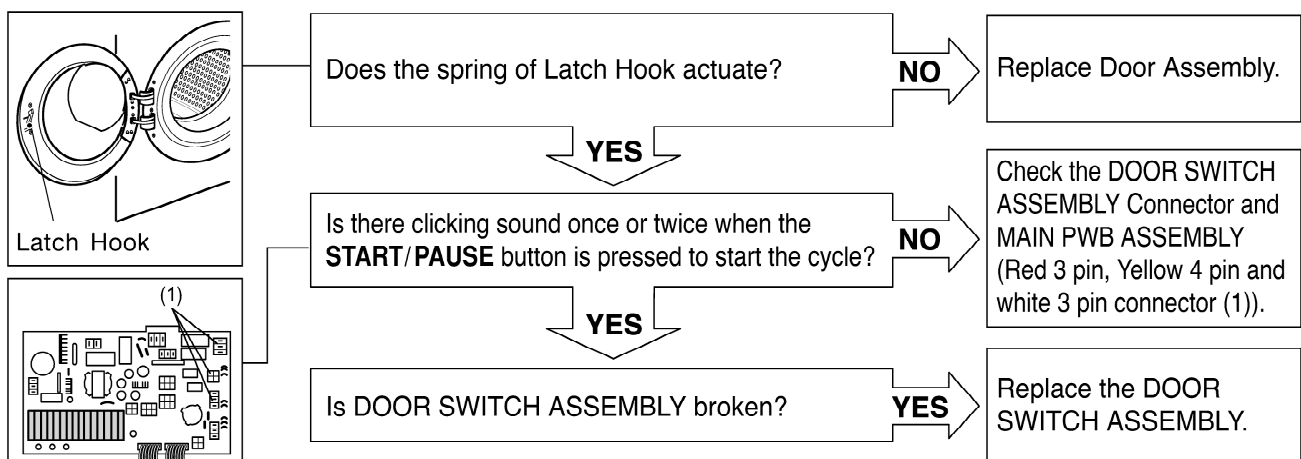 Latch Hook
(1)
Does the spring of Latch Hook actuate?
NO
Replace Door Assembly.
YES
Is there clicking sound once or twice when the
START/PAUSE button is pressed to start the cycle?
NO
Check the DOOR SWITCH
ASSEMBLY Connector and
MAIN PWB ASSEMBLY
(Red 3 pin, Yellow 4 pin and
white 3 pin connector (1)).
YES
Is DOOR SWITCH ASSEMBLY broken?
YES
Replace the DOOR
SWITCH ASSEMBLY.